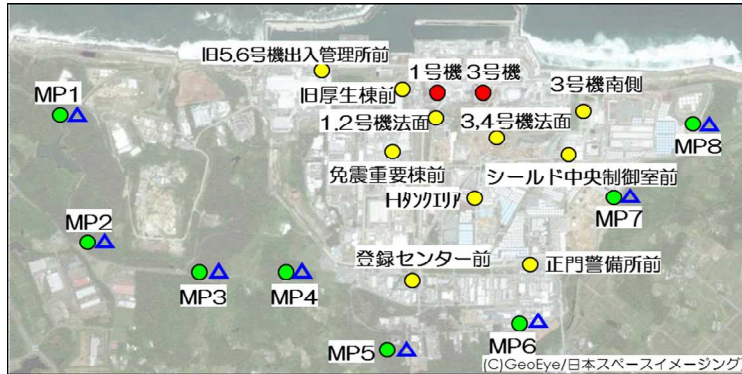 旧5.6号機出入管理所前
1号機
3号機
MP1
旧厚生棟前
3号機南側
1.2号機法面
3.4号機法面
MP8
免震重要棟前
シールド中央制御室前
Hタンクエリア
MP7
MP2
登録センター前
正門警備所前
MP3
MP4
MP5
MP6
(C)GeoEye/日本スペースイメージング